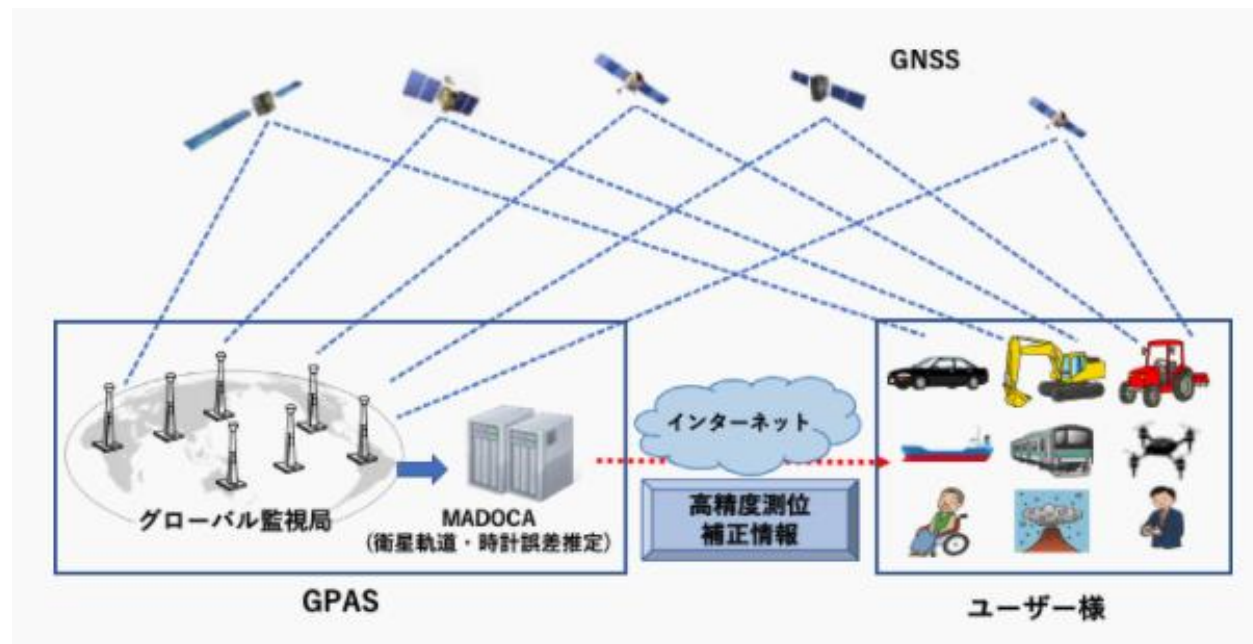 GNSS
インターネット
高精度測位
補正情報
グローバル監視局
MADOCA
(衛星軌道・時計誤差推定)
GPAS
ユーザー様